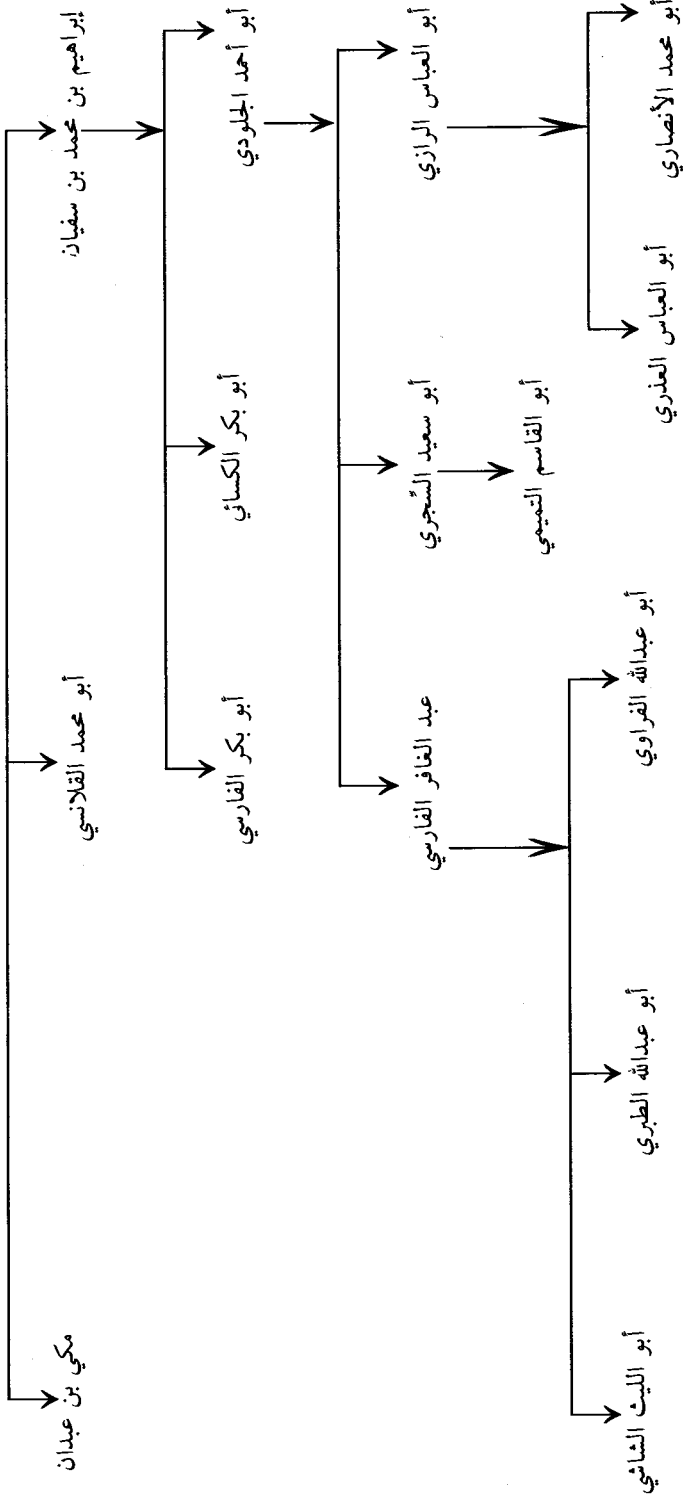 إبراهيم بن محمد بن سفيان
أبو محمد القلانسي
مكي بن عبدان
أبو أحمد الجلودي
أبو بكر الكسائي
أبو بكر الفارسي
أبو العباس الرازي
أبو سعيد السِّجزي
عبد الغافر الفارسي
أبو القاسم التميمي
أبو محمد الأنصاري
أبو العباس العذري
أبو عبدالله الفراوي
أبو عبدالله الطبري
أبو الليث الشاشي